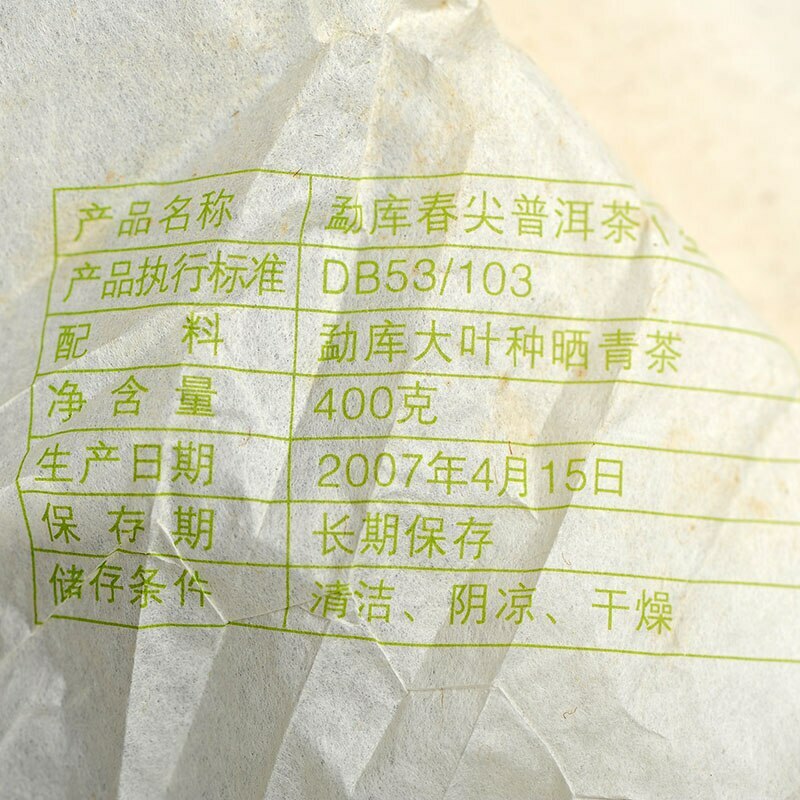 产品名称 勐库春尖普洱茶
产品执行标准 DB53/103
配料 勐库大叶种晒青茶
净含量 400克
生产日期 2007年4月15日
保存期 长期保存
储存条件 清洁、阴凉、干燥